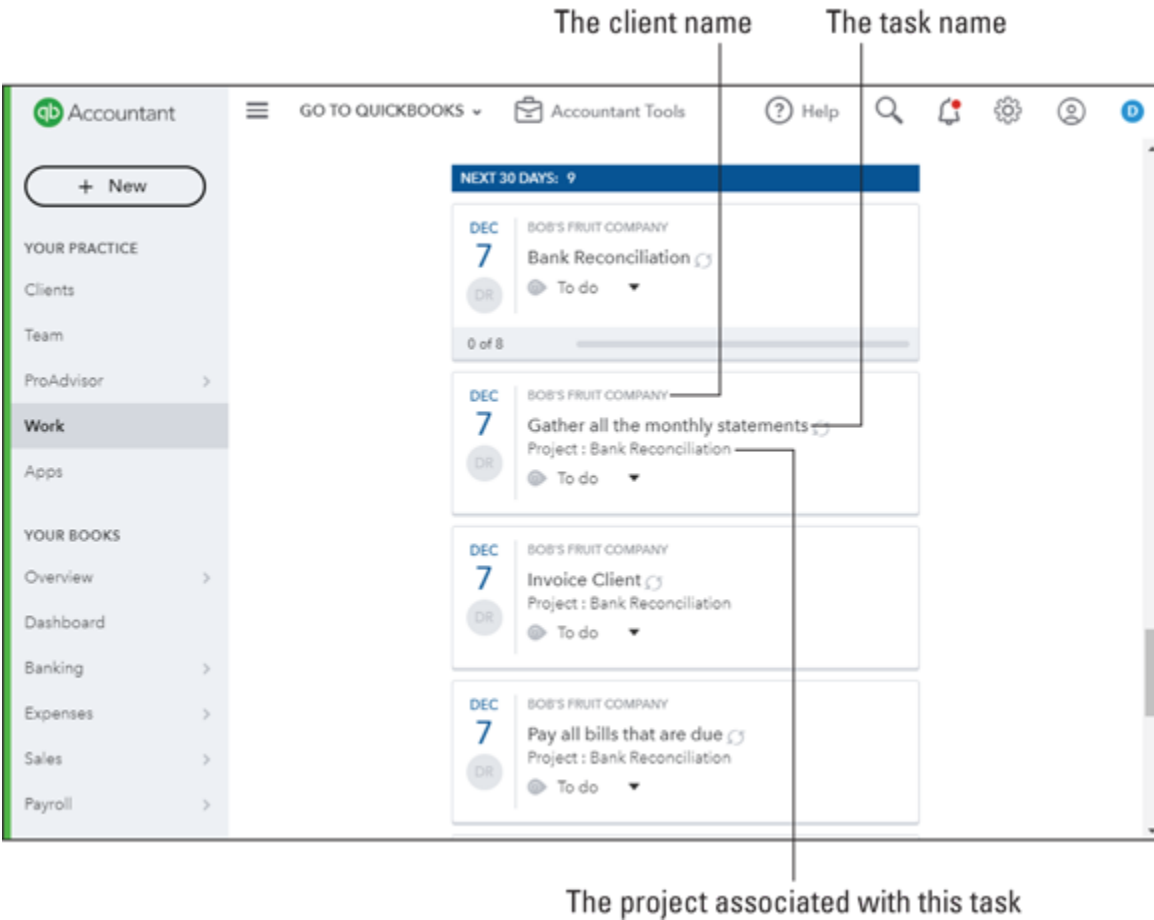 The client name
The task name
qb Accountant
GO TO QUICKBOOKS
Accountant Tools
? Help
D
+ New
YOUR PRACTICE
Clients
Team
ProAdvisor
Work
Apps
YOUR BOOKS
Overview
Dashboard
Banking
Expenses
Sales
Payroll
NEXT 30 DAYS: 9
DEC
7
DR
BOB'S FRUIT COMPANY
Bank Reconciliation
To do
0 of 8
DEC
7
DR
BOB'S FRUIT COMPANY
Gather all the monthly statements
Project : Bank Reconciliation
To do
DEC
7
DR
BOB'S FRUIT COMPANY
Invoice Client
Project : Bank Reconciliation
To do
DEC
7
DR
BOB'S FRUIT COMPANY
Pay all bills that are due
Project : Bank Reconciliation
To do
The project associated with this task